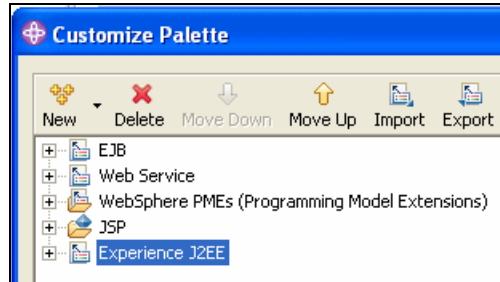 Customize Palette
New Delete Move Down Move Up Import Export
EJB
Web Service
WebSphere PMEs (Programming Model Extensions)
JSP
Experience J2EE